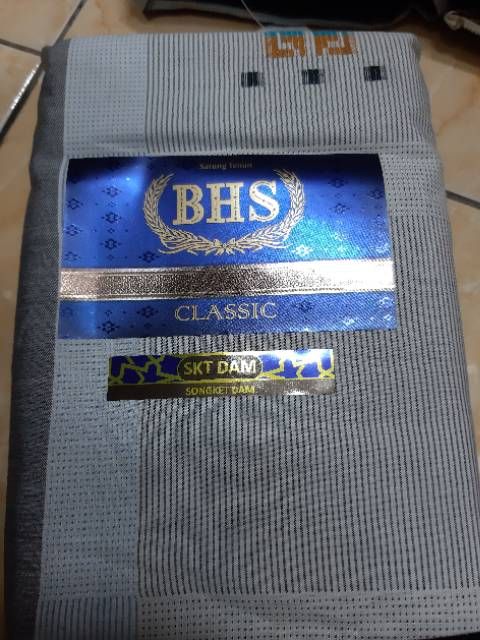 Sarung Tenun
BHS
CLASSIC
SKT DAM
SONGKET DAM